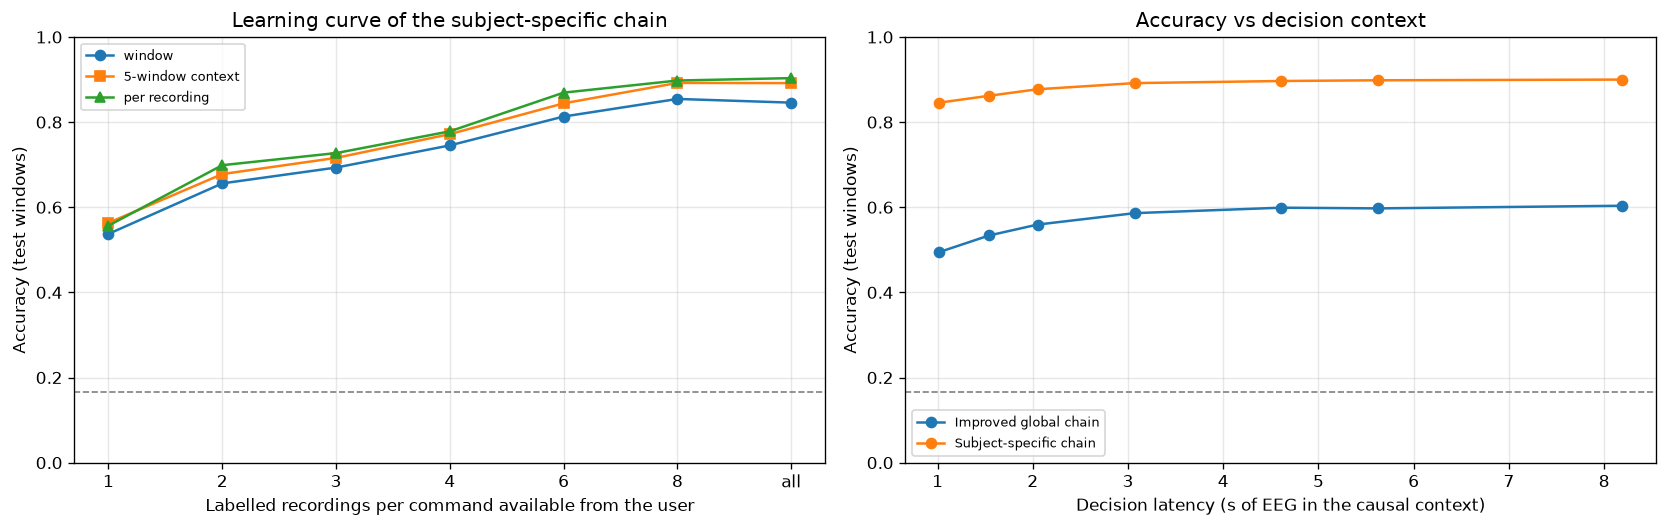 Learning curve of the subject-specific chain
Accuracy (test windows)
1.0
0.8
0.6
0.4
0.2
0.0
window
5-window context
per recording
1 2 3 4 6 8 all
Labelled recordings per command available from the user
Accuracy vs decision context
Accuracy (test windows)
1.0
0.8
0.6
0.4
0.2
0.0
Improved global chain
Subject-specific chain
1 2 3 4 5 6 7 8
Decision latency (s of EEG in the causal context)